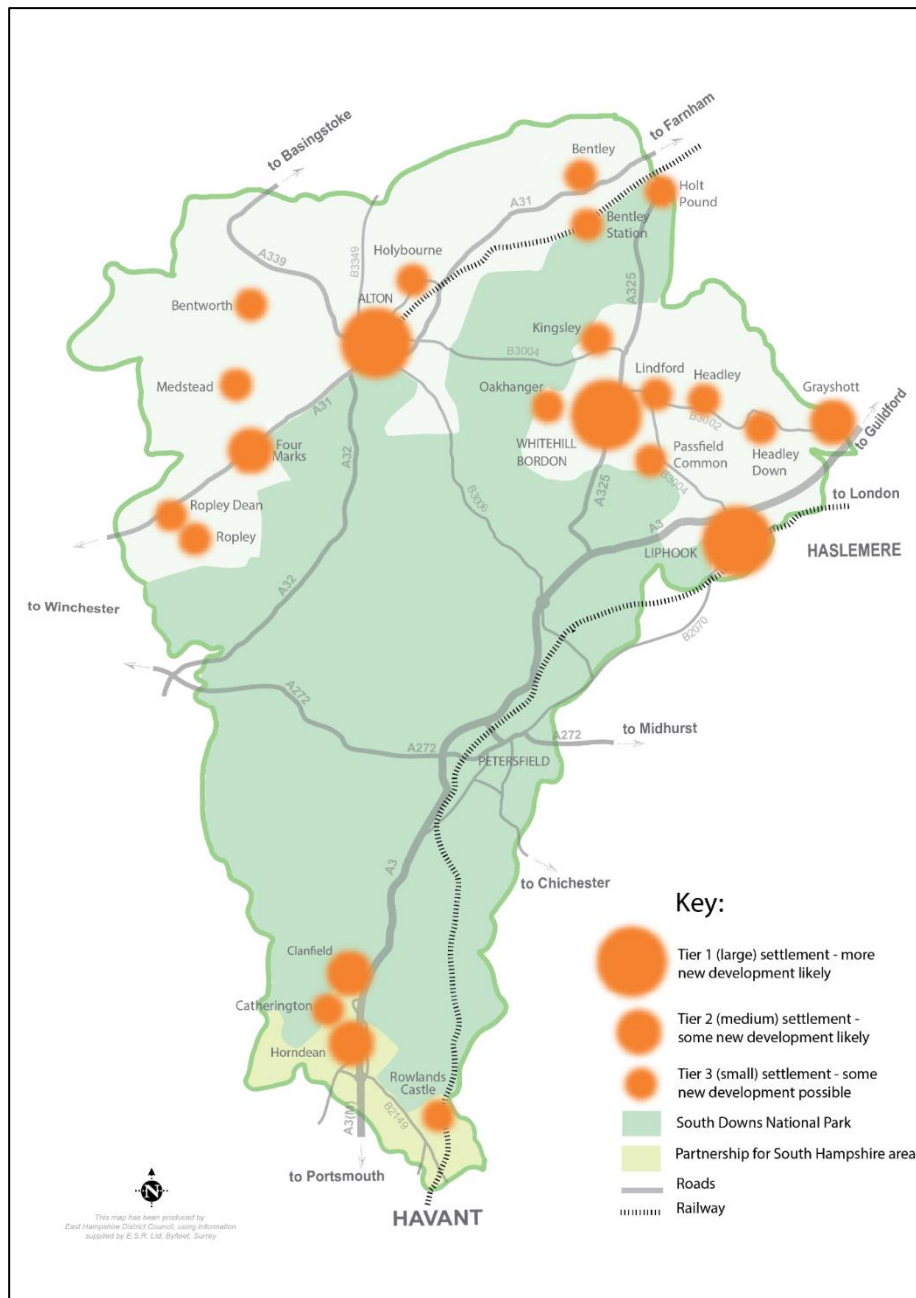 to Basingstoke
to Farnham
Bentley
Holt
Pound
A31
Bentley
Station
B3349
Holybourne
A339
A325
ALTON
Bentworth
Kingsley
B3004
Lindford
Headley
Grayshott
Medstead
Oakhanger
A31
B3002
to Guildford
WHITEHILL
BORDON
Passfield
Common
Headley
Down
Four
Marks
A32
A325
B3004
to London
Ropley Dean
B3006
A3
Ropley
LIPHOOK
HASLEMERE
A32
to Winchester
B2070
A272
to Midhurst
A272
A272
PETERSFIELD
A3
to Chichester
Key:
Tier 1 (large) settlement - more
new development likely
Tier 2 (medium) settlement -
some new development likely
Tier 3 (small) settlement - some
new development possible
South Downs National Park
Partnership for South Hampshire area
Roads
Railway
Clanfield
Catherington
Horndean
Rowlands
Castle
A3(M)
B2149
to Portsmouth
HAVANT
N
This map has been produced by
East Hampshire District Council, using information
supplied by E.S.R. Ltd, Byfleet, Surrey